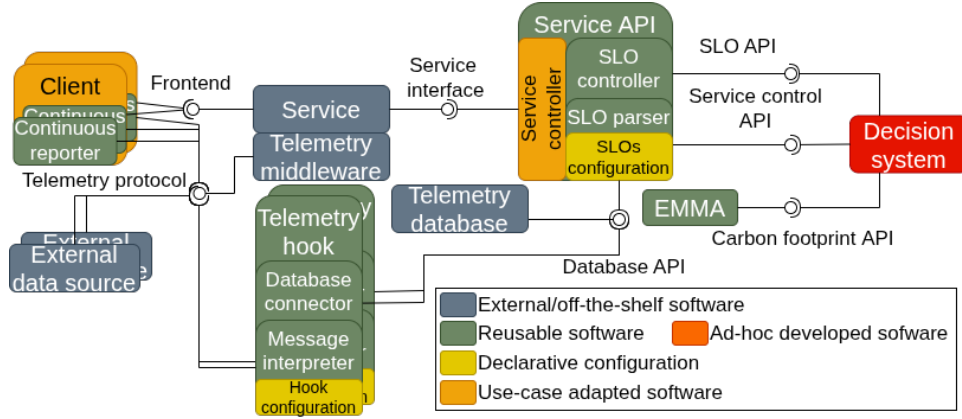 Client
Continuous
Continuous
reporter
Frontend
Telemetry protocol
External
External
data source
Service
Telemetry
middleware
Service
interface
Telemetry
hook
Database
connector
Message
interpreter
Hook
configuration
Telemetry
database
Service API
Service
controller
SLO
controller
SLO parser
SLOs
configuration
SLO API
Service control
API
Decision
system
EMMA
Carbon footprint API
Database API
External/off-the-shelf software
Reusable software
Ad-hoc developed sofware
Declarative configuration
Use-case adapted software